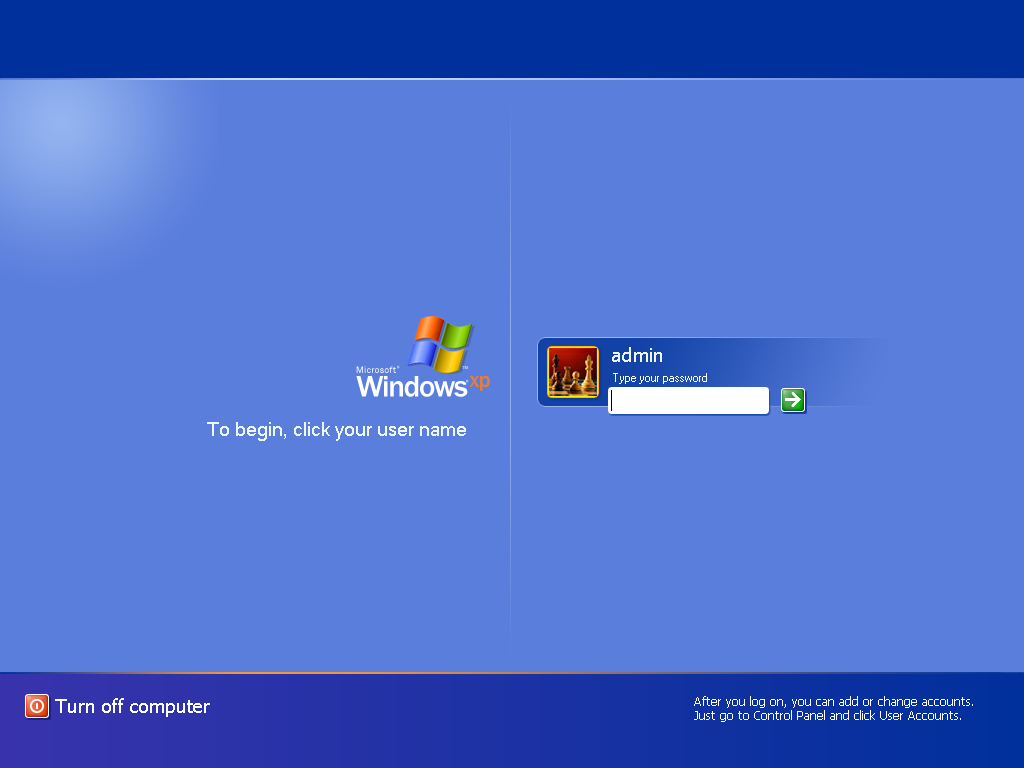 Microsoft®
Windows® xp
To begin, click your user name
admin
Type your password
Turn off computer
After you log on, you can add or change accounts.
Just go to Control Panel and click User Accounts.